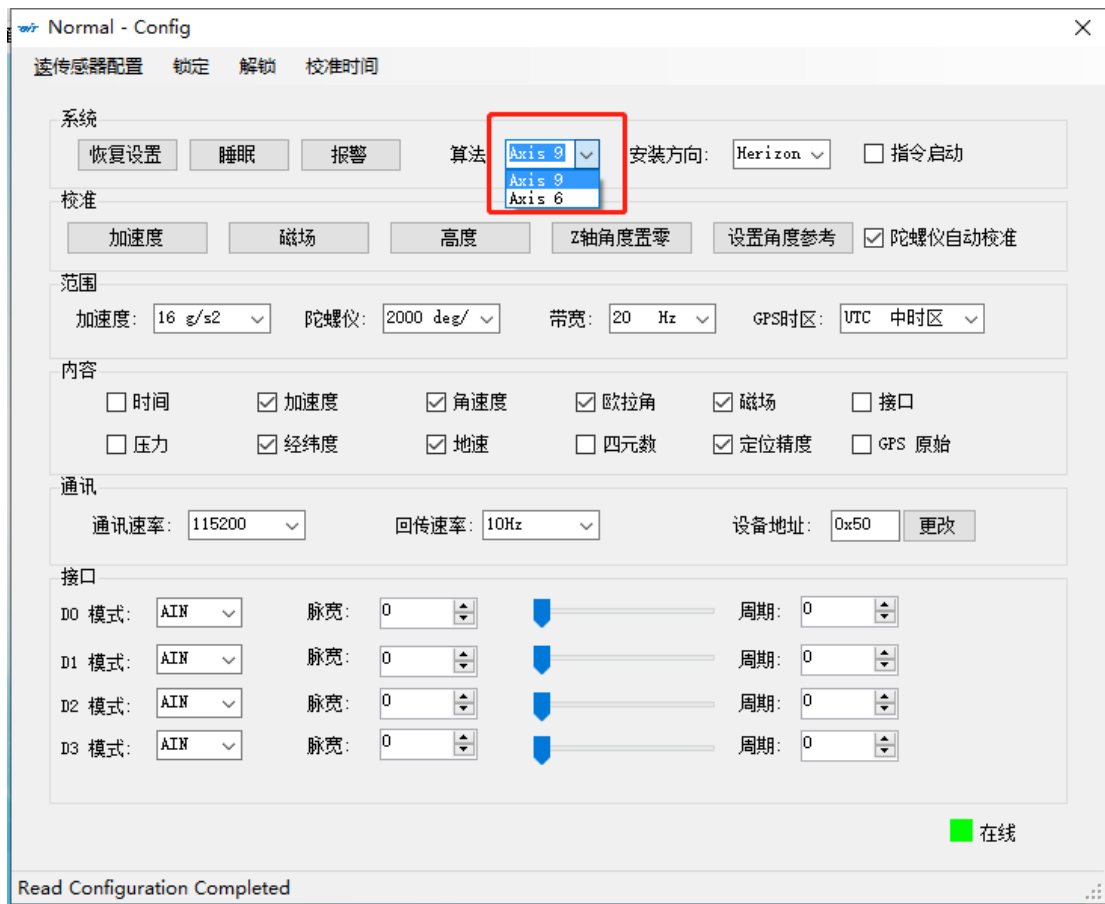 Normal - Config
读传感器配置 锁定 解锁 校准时间
系统
恢复设置 睡眠 报警 算法 Axis 9 安装方向: Herizon 指令启动
Axis 9
Axis 6
校准
加速度 磁场 高度 Z轴角度置零 设置角度参考 陀螺仪自动校准
范围
加速度: 16 g/s2 陀螺仪: 2000 deg/ 带宽: 20 Hz GPS时区: UTC 中时区
内容
时间 加速度 角速度 欧拉角 磁场 接口
压力 经纬度 地速 四元数 定位精度 GPS 原始
通讯
通讯速率: 115200 回传速率: 10Hz 设备地址: 0x50 更改
接口
D0 模式: AIN 脉宽: 0 周期: 0
D1 模式: AIN 脉宽: 0 周期: 0
D2 模式: AIN 脉宽: 0 周期: 0
D3 模式: AIN 脉宽: 0 周期: 0
在线
Read Configuration Completed